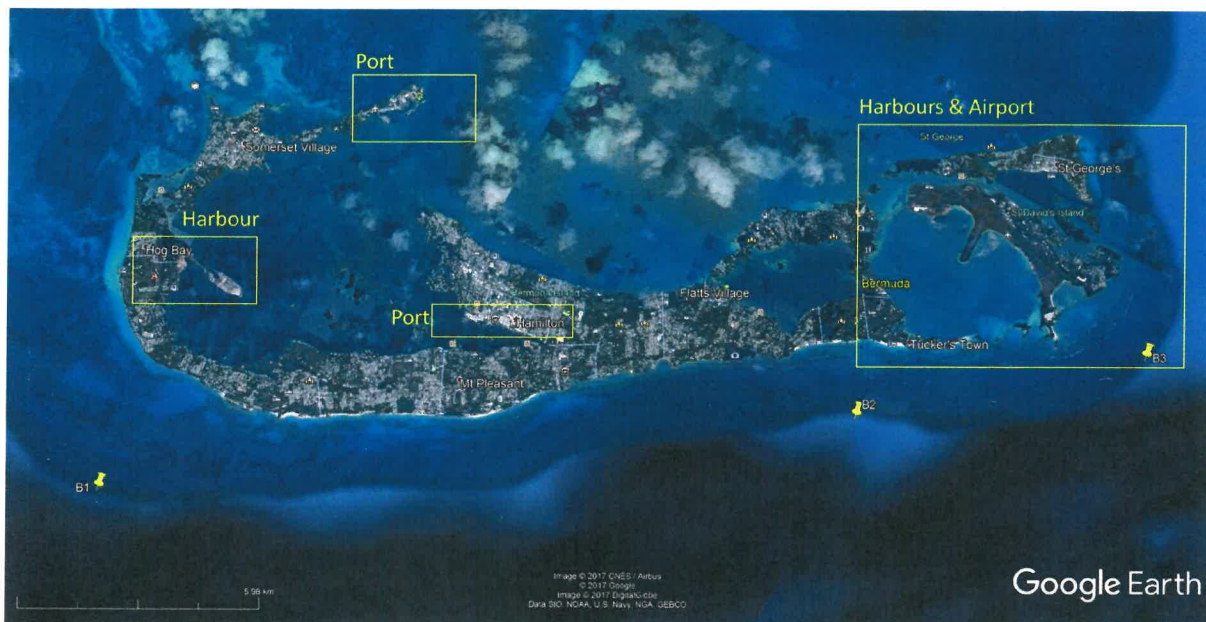 Port
Harbours & Airport
St George
Somerset Village
St George's
St David's Island
Harbour
Hog Bay
Flatts Village
Bermuda
Port
Hamilton
Tucker's Town
B3
Mt Pleasant
B2
B1
Image © 2017 CNES / Airbus
© 2017 Google
Image © 2017 DigitalGlobe
Data SIO, NOAA, U.S. Navy, NGA, GEBCO
5.98 km
Google Earth